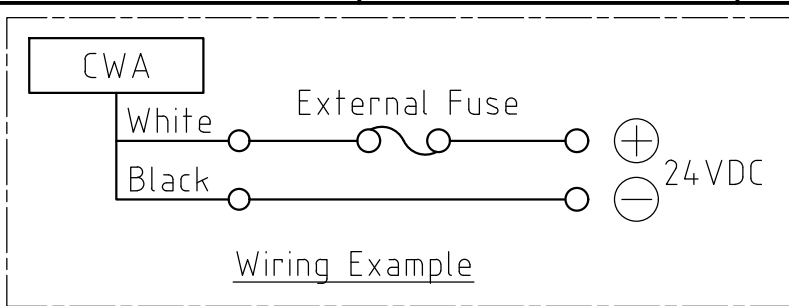 CWA
White
External Fuse
+
Black
24VDC
−
Wiring Example